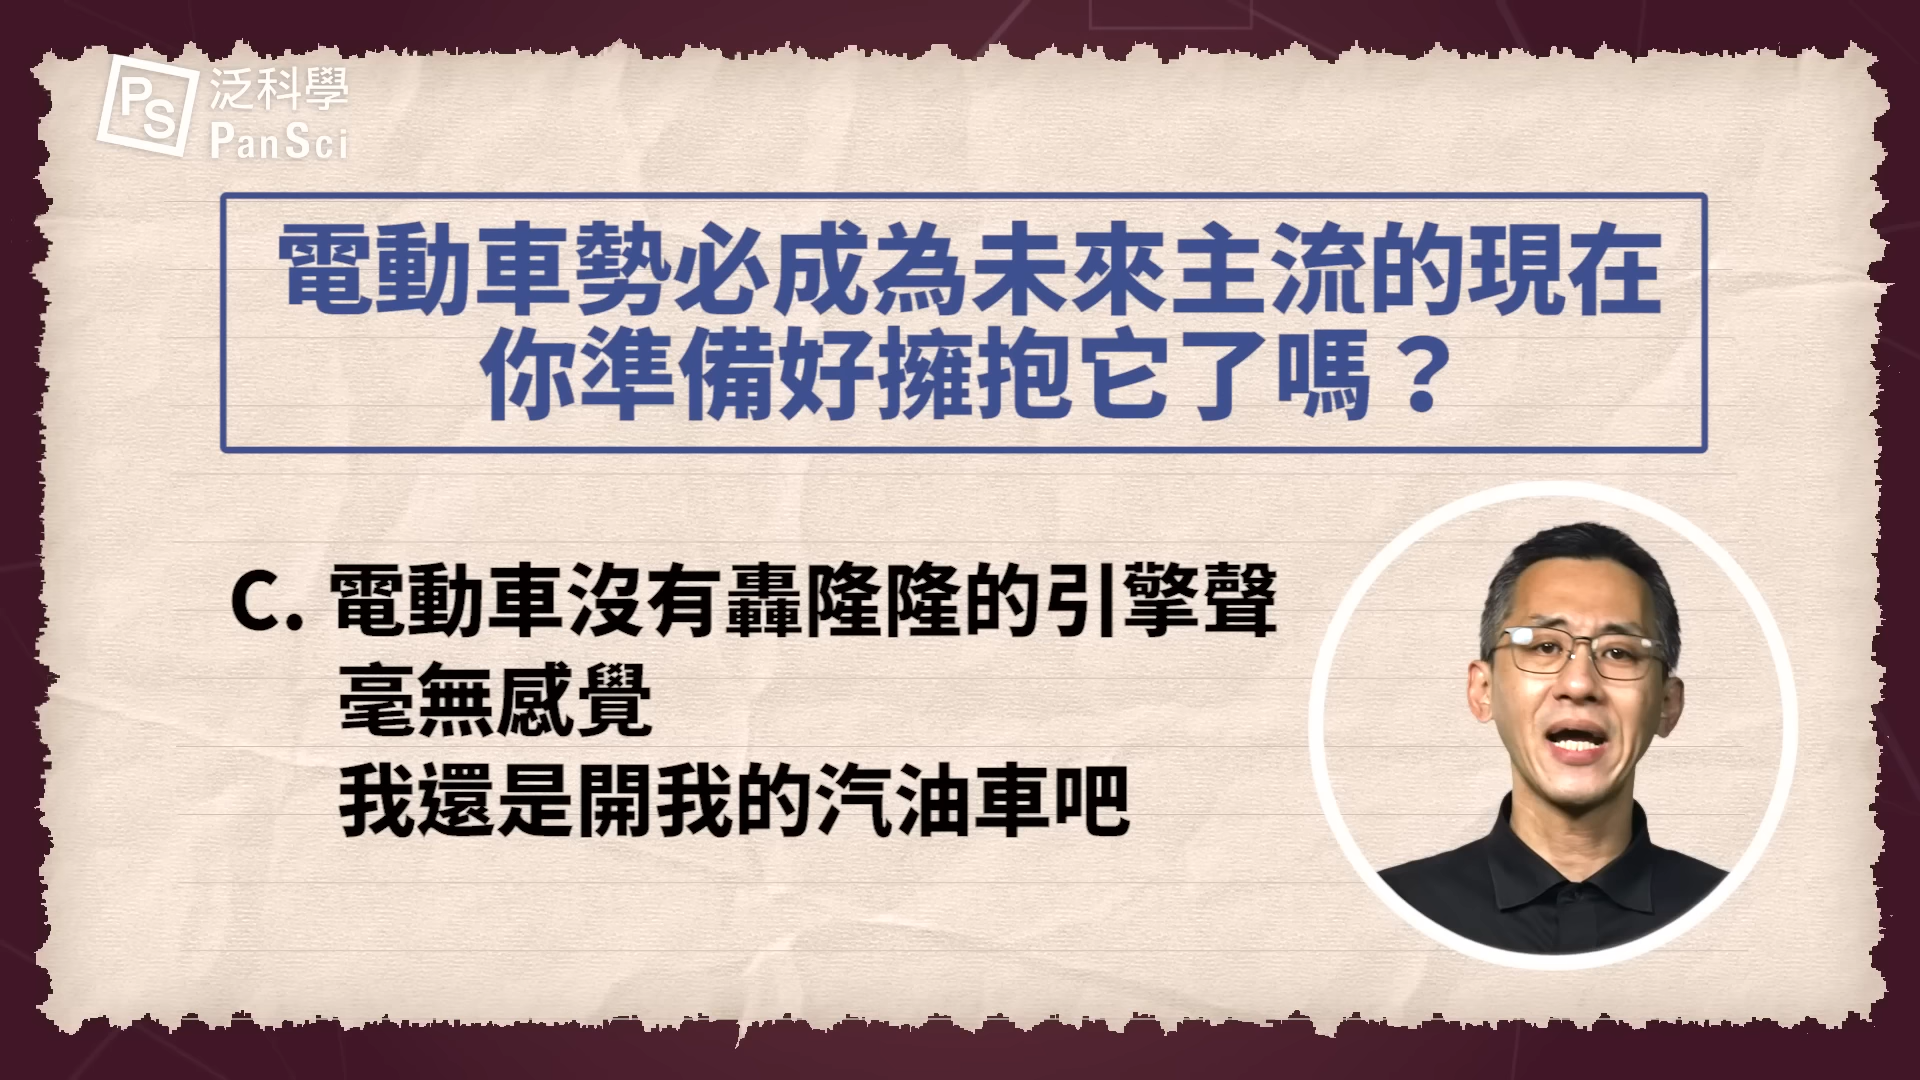 PS
泛科學
PanSci
電動車勢必成為未來主流的現在
你準備好擁抱它了嗎？
C. 電動車沒有轟隆隆的引擎聲
毫無感覺
我還是開我的汽油車吧